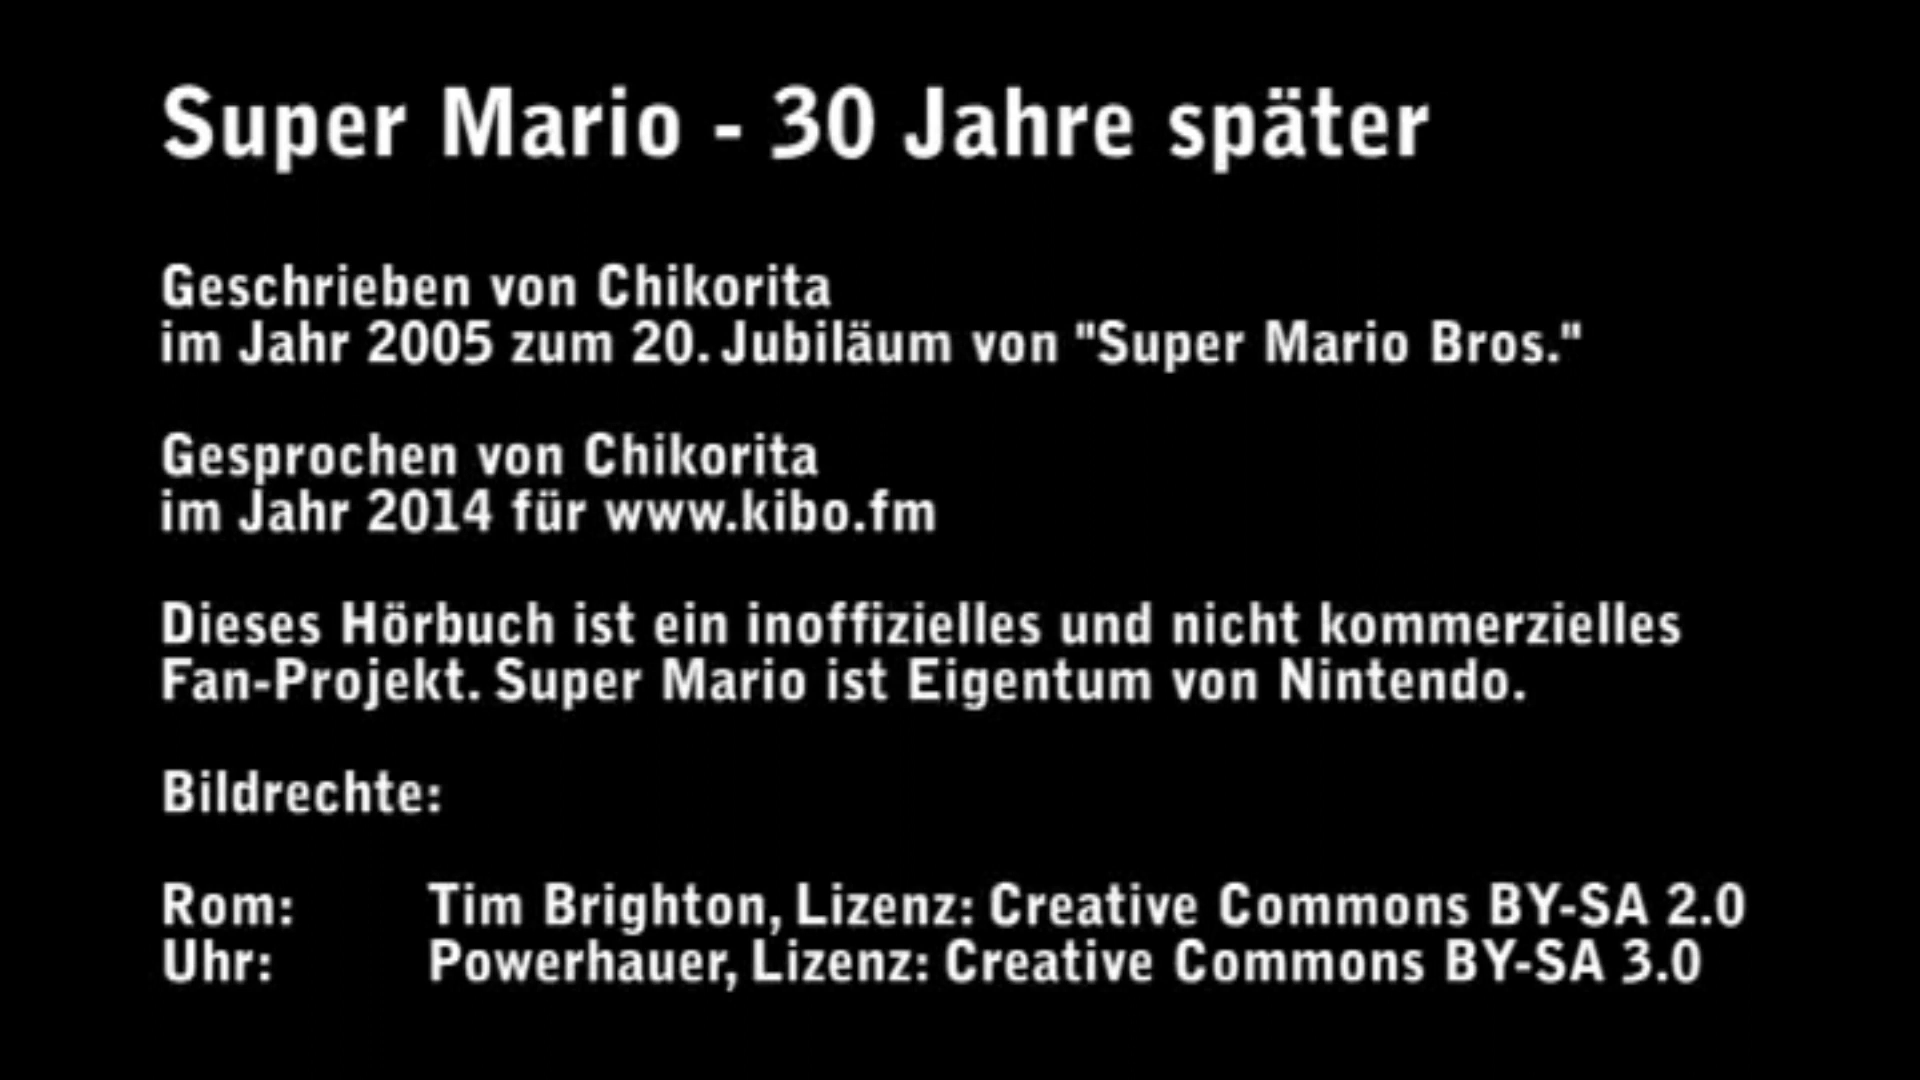 Super Mario - 30 Jahre später
Geschrieben von Chikorita
im Jahr 2005 zum 20. Jubiläum von "Super Mario Bros."
Gesprochen von Chikorita
im Jahr 2014 für www.kibo.fm
Dieses Hörbuch ist ein inoffizielles und nicht kommerzielles
Fan-Projekt. Super Mario ist Eigentum von Nintendo.
Bildrechte:
Rom: Tim Brighton, Lizenz: Creative Commons BY-SA 2.0
Uhr: Powerhauer, Lizenz: Creative Commons BY-SA 3.0